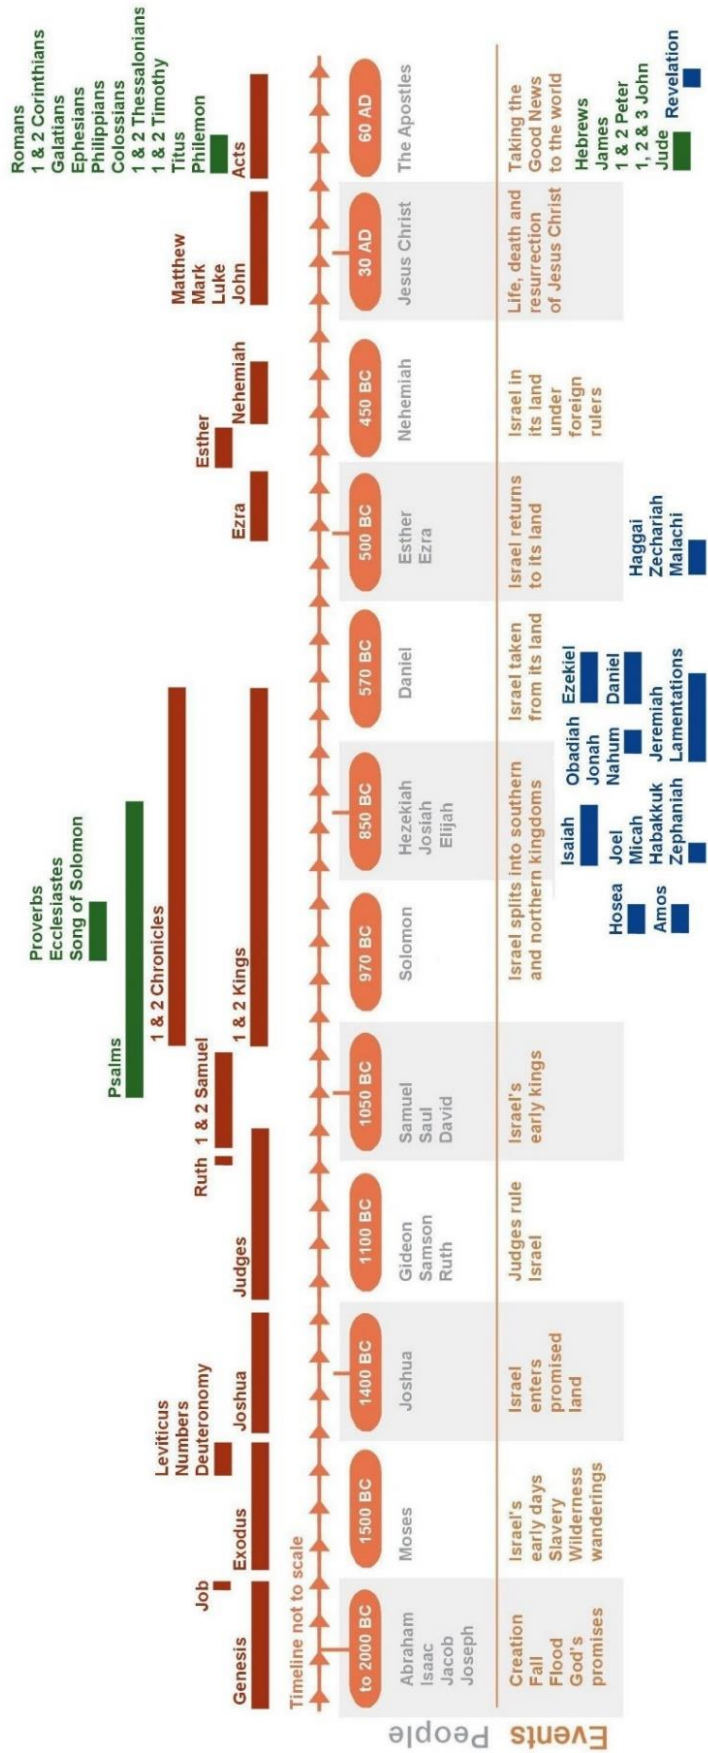 Proverbs
Ecclesiastes
Song of Solomon
Psalms
1 & 2 Chronicles
Romans
1 & 2 Corinthians
Galatians
Ephesians
Philippians
Colossians
1 & 2 Thessalonians
1 & 2 Timothy
Titus
Philemon
Leviticus
Numbers
Deuteronomy
Matthew
Mark
Luke
John
Job
Ruth
1 & 2 Samuel
Esther
Genesis
Exodus
Joshua
Judges
1 & 2 Kings
Ezra
Nehemiah
Acts
Timeline not to scale
to 2000 BC
1500 BC
1400 BC
1100 BC
1050 BC
970 BC
850 BC
570 BC
500 BC
450 BC
30 AD
60 AD
People
Abraham
Isaac
Jacob
Joseph
Moses
Joshua
Gideon
Samson
Ruth
Samuel
Saul
David
Solomon
Hezekiah
Josiah
Elijah
Daniel
Esther
Ezra
Nehemiah
Jesus Christ
The Apostles
Events
Creation
Fall
Flood
God's
promises
Israel's
early days
Slavery
Wilderness
wanderings
Israel
enters
promised
land
Judges rule
Israel
Israel's
early kings
Israel splits into southern
and northern kingdoms
Israel taken
from its land
Israel returns
to its land
Israel in
its land
under
foreign
rulers
Life, death and
resurrection
of Jesus Christ
Taking the
Good News
to the world
Hosea
Amos
Isaiah
Joel
Micah
Habakkuk
Zephaniah
Obadiah
Jonah
Nahum
Jeremiah
Lamentations
Ezekiel
Daniel
Haggai
Zechariah
Malachi
Hebrews
James
1 & 2 Peter
1, 2 & 3 John
Jude
Revelation